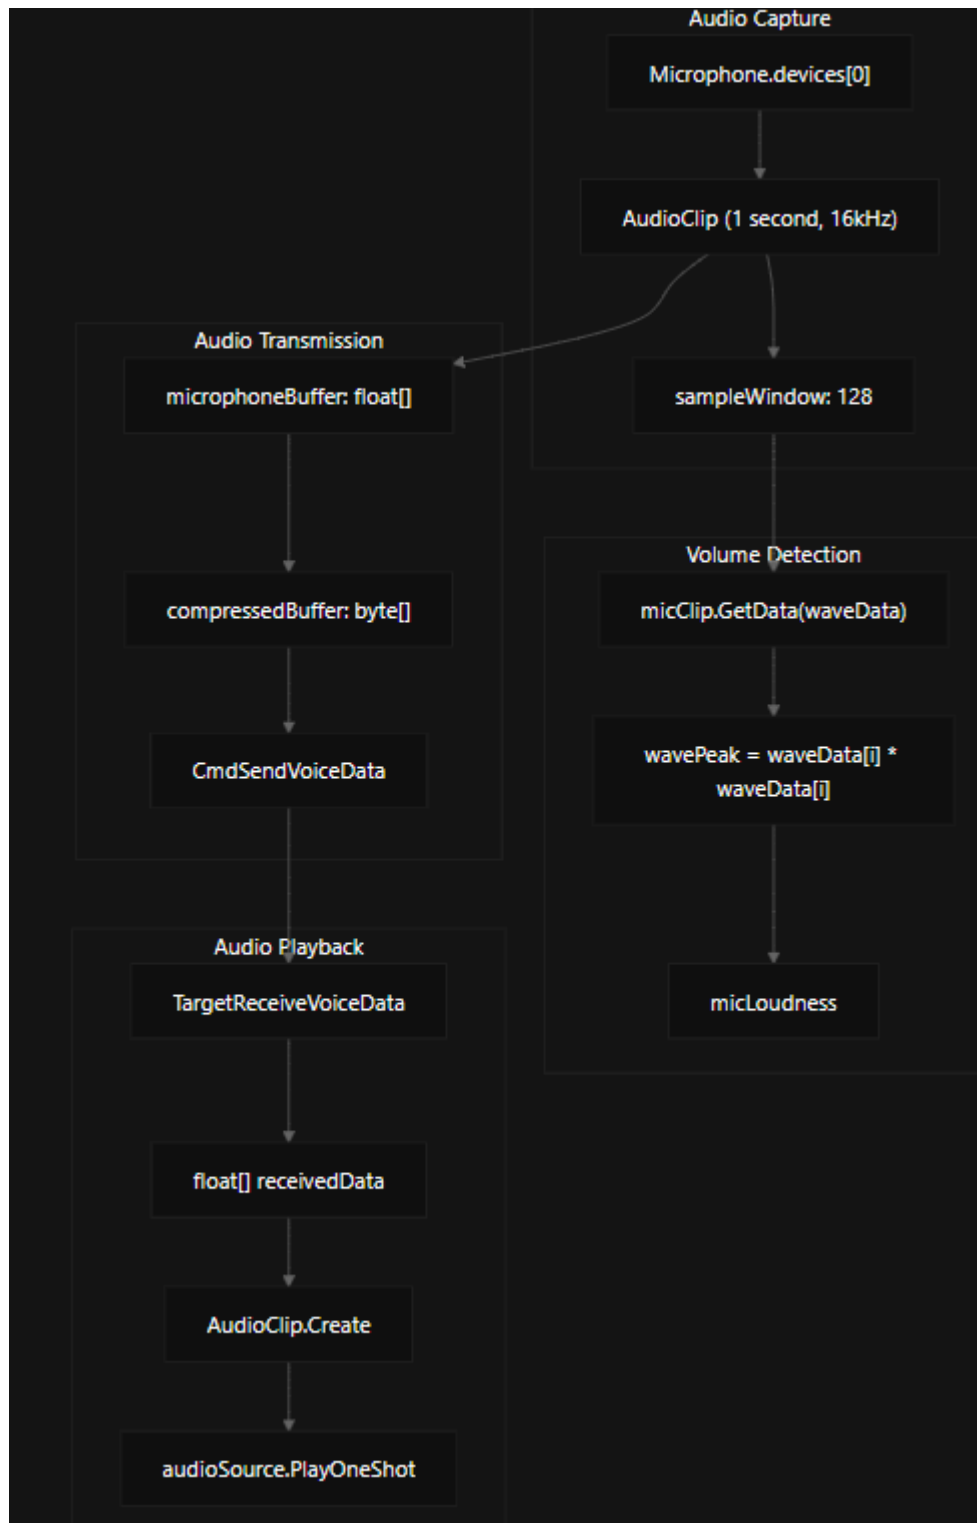 Audio Capture
Microphone.devices[0]
AudioClip (1 second, 16kHz)
Audio Transmission
microphoneBuffer: float[]
sampleWindow: 128
Volume Detection
compressedBuffer: byte[]
micClip.GetData(waveData)
CmdSendVoiceData
wavePeak = waveData[i] *
waveData[i]
Audio Playback
TargetReceiveVoiceData
micLoudness
float[] receivedData
AudioClip.Create
audioSource.PlayOneShot